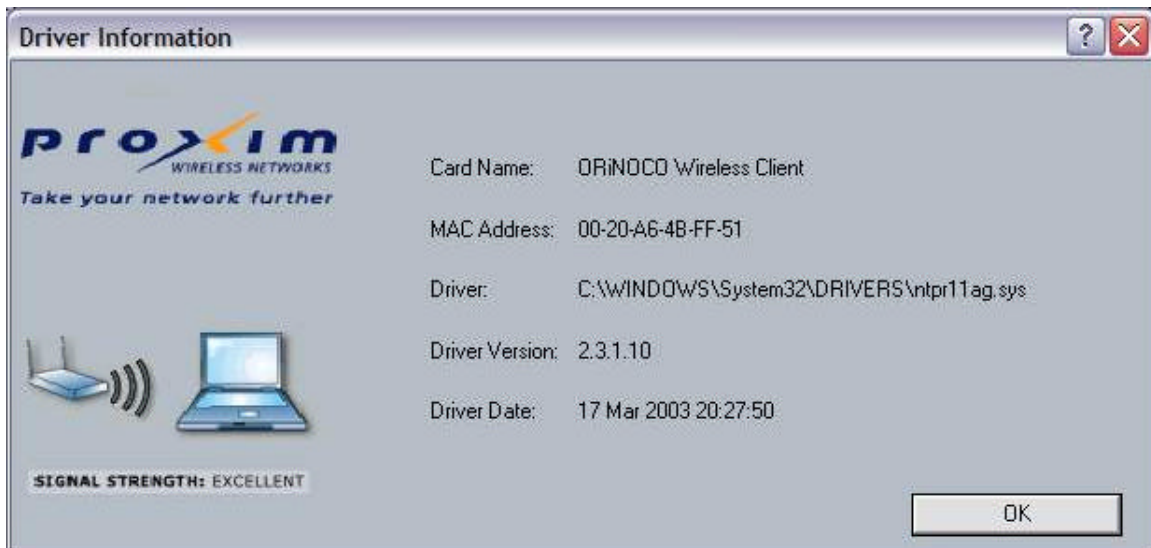 Driver Information
proxim
WIRELESS NETWORKS
Take your network further
Card Name: ORiNOCO Wireless Client
MAC Address: 00-20-A6-4B-FF-51
Driver: C:\WINDOWS\System32\DRIVERS\ntpr11ag.sys
Driver Version: 2.3.1.10
Driver Date: 17 Mar 2003 20:27:50
SIGNAL STRENGTH: EXCELLENT
OK